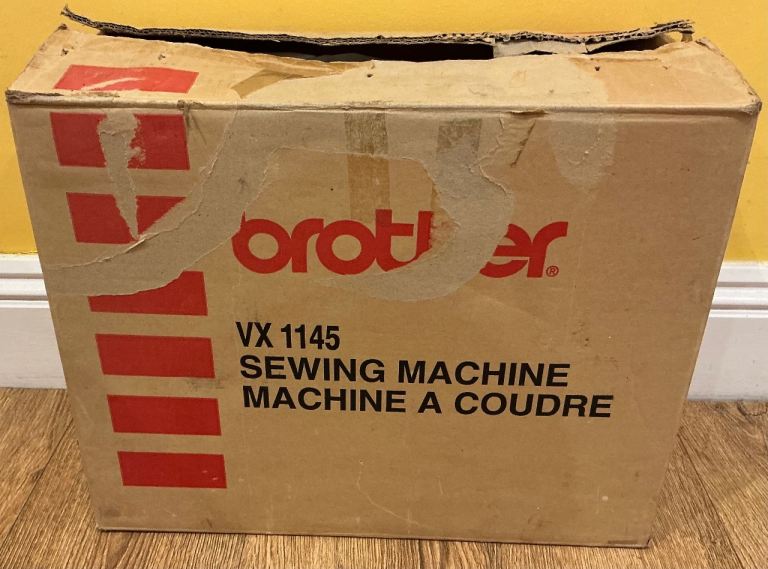 brother®
VX 1145
SEWING MACHINE
MACHINE A COUDRE